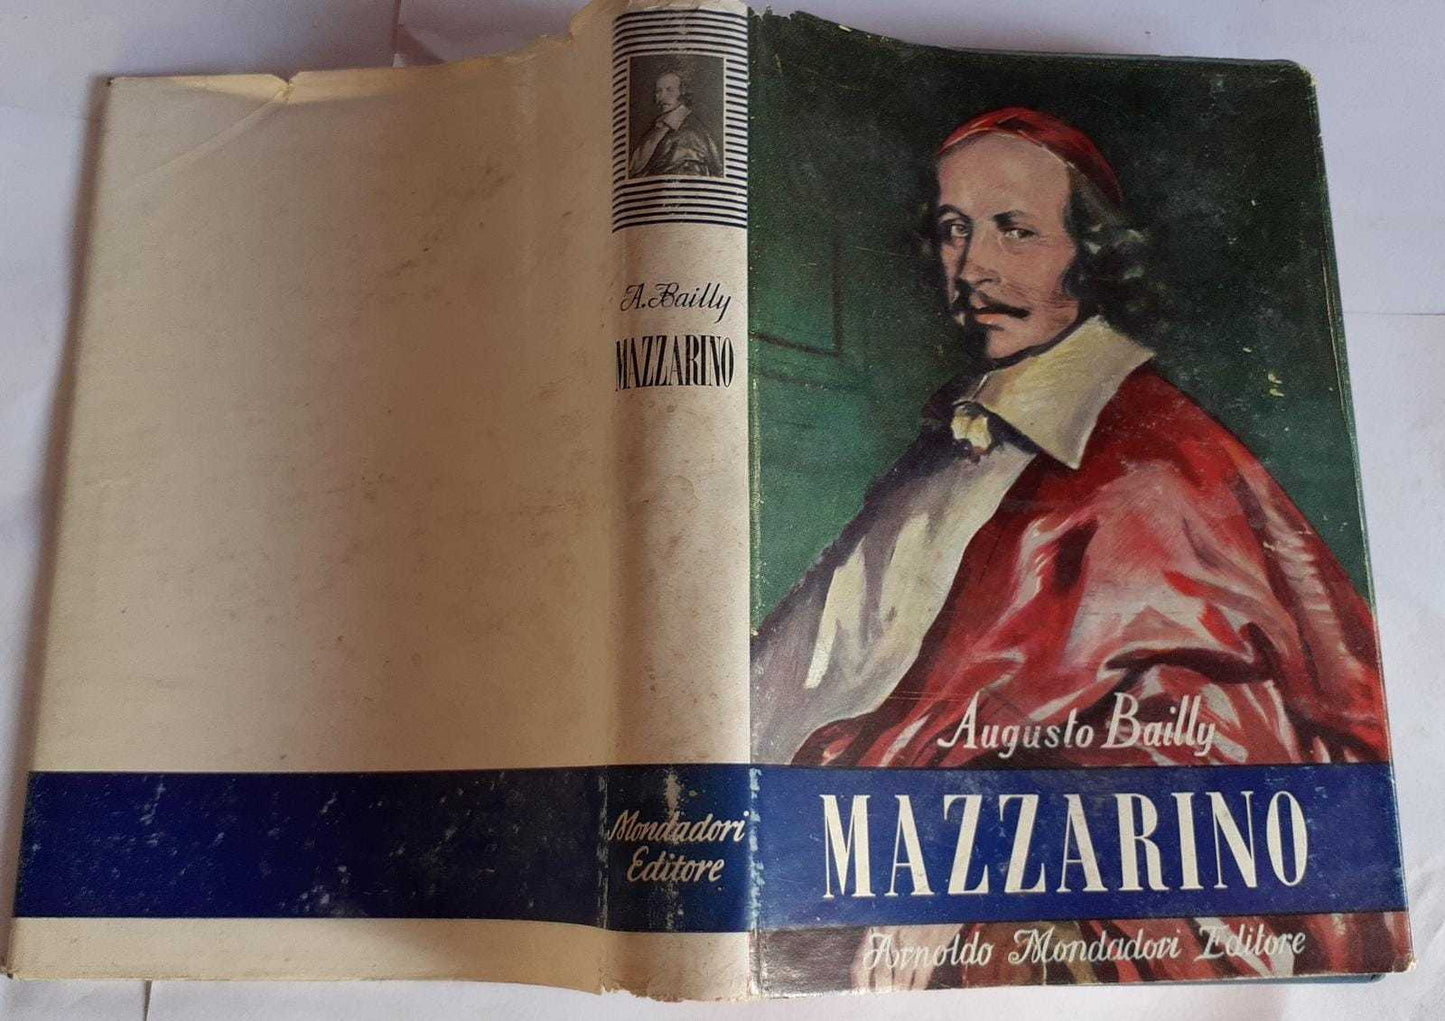 A. Bailly
MAZZARINO
Mondadori
Editore
Augusto Bailly
MAZZARINO
Arnoldo Mondadori Editore